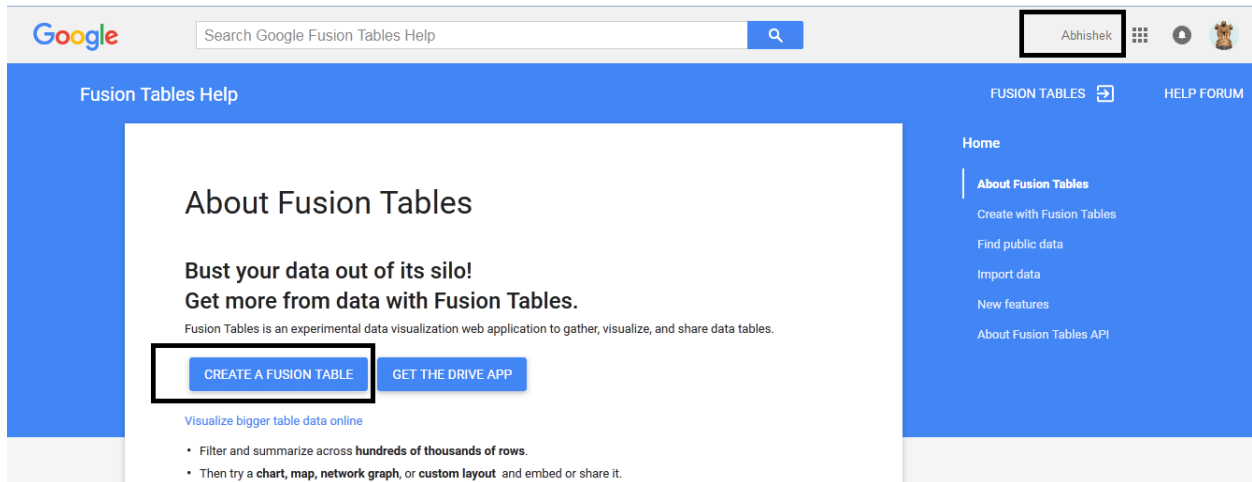 Google
Search Google Fusion Tables Help
Abhishek
Fusion Tables Help
FUSION TABLES
HELP FORUM
About Fusion Tables
Bust your data out of its silo!
Get more from data with Fusion Tables.
Fusion Tables is an experimental data visualization web application to gather, visualize, and share data tables.
CREATE A FUSION TABLE
GET THE DRIVE APP
Visualize bigger table data online
• Filter and summarize across hundreds of thousands of rows.
• Then try a chart, map, network graph, or custom layout and embed or share it.
Home
About Fusion Tables
Create with Fusion Tables
Find public data
Import data
New features
About Fusion Tables API